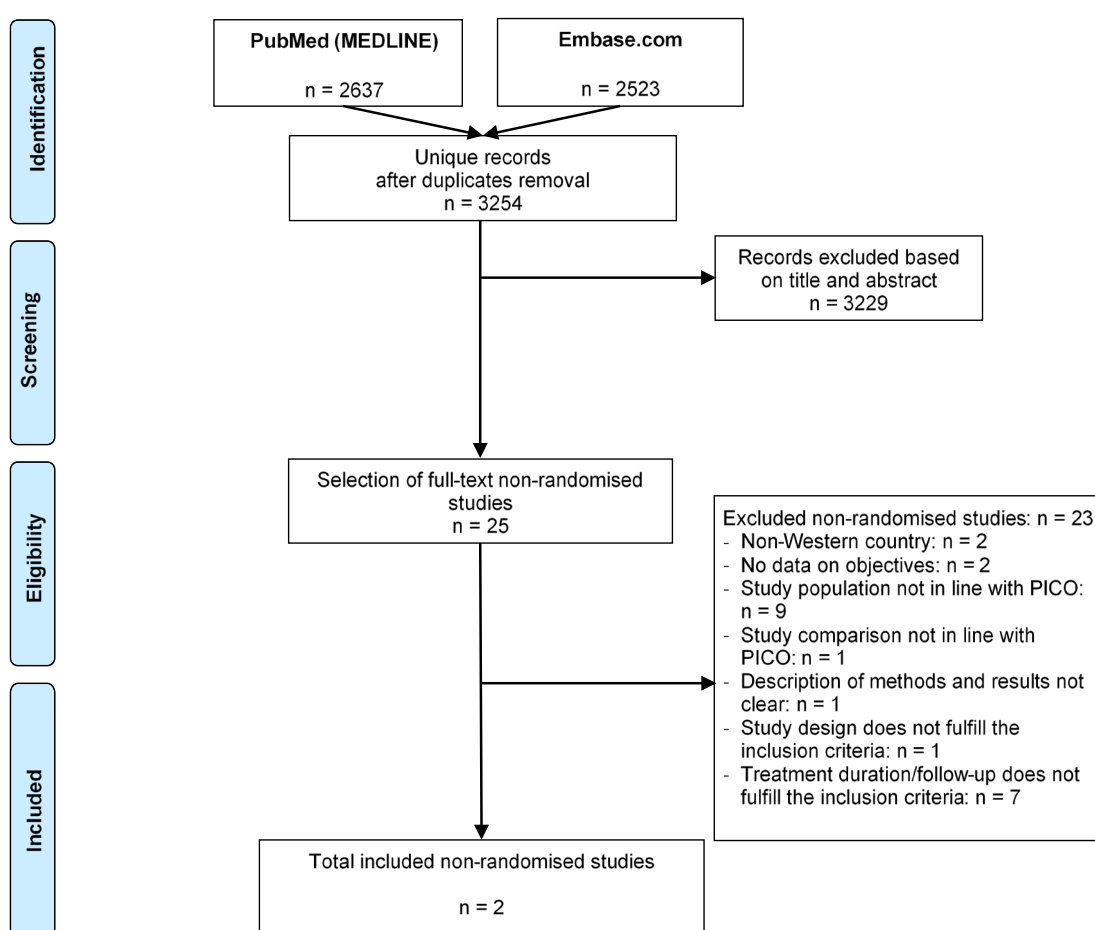 Identification
PubMed (MEDLINE)
n = 2637
Embase.com
n = 2523
Unique records
after duplicates removal
n = 3254
Screening
Records excluded based
on title and abstract
n = 3229
Eligibility
Selection of full-text non-randomised
studies
n = 25
Excluded non-randomised studies: n = 23
- Non-Western country: n = 2
- No data on objectives: n = 2
- Study population not in line with PICO:
n = 9
- Study comparison not in line with
PICO: n = 1
- Description of methods and results not
clear: n = 1
- Study design does not fulfill the
inclusion criteria: n = 1
- Treatment duration/follow-up does not
fulfill the inclusion criteria: n = 7
Included
Total included non-randomised studies
n = 2